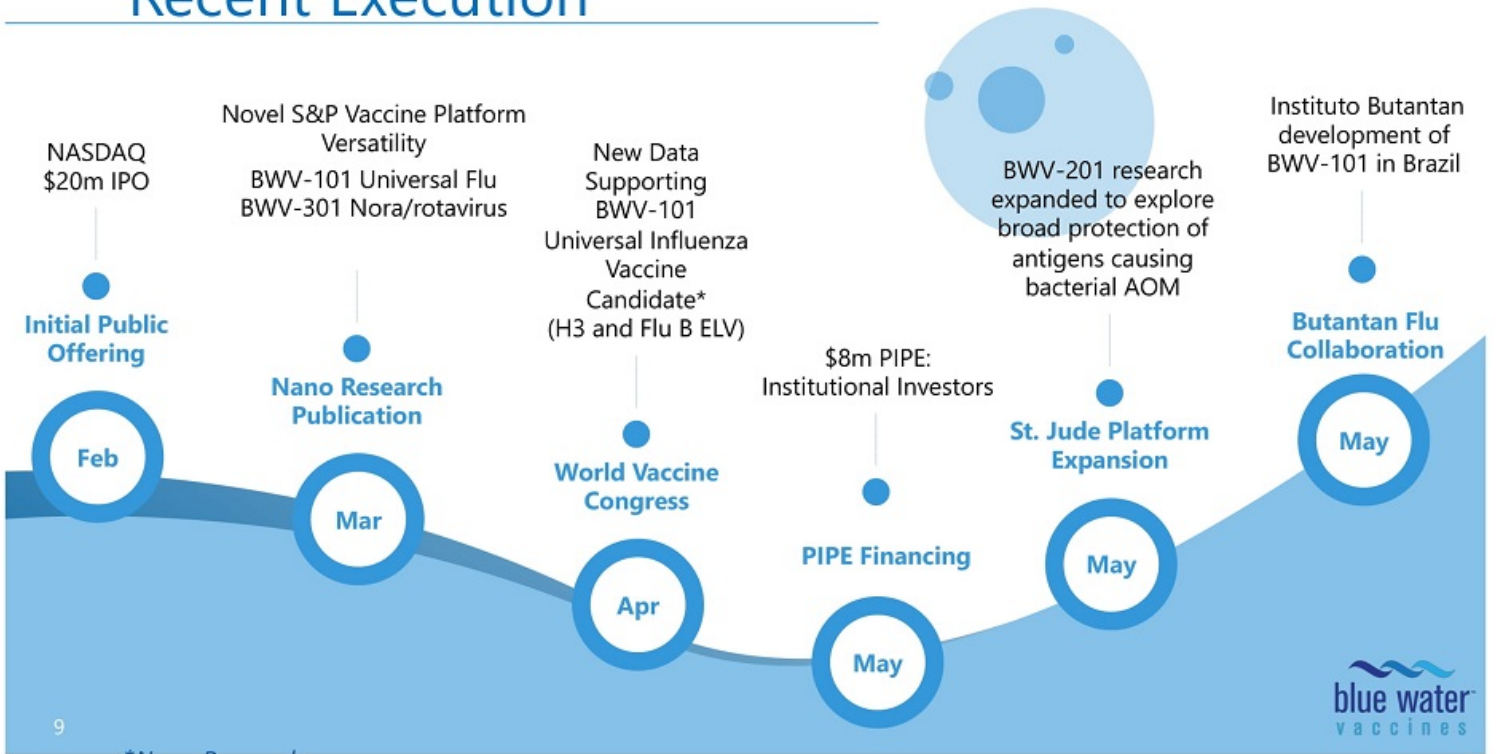 Recent Execution
NASDAQ
$20m IPO
Initial Public
Offering
Feb
Novel S&P Vaccine Platform
Versatility
BWV-101 Universal Flu
BWV-301 Nora/rotavirus
Nano Research
Publication
Mar
New Data
Supporting
BWV-101
Universal Influenza
Vaccine
Candidate*
(H3 and Flu B ELV)
World Vaccine
Congress
Apr
$8m PIPE:
Institutional Investors
PIPE Financing
May
BWV-201 research
expanded to explore
broad protection of
antigens causing
bacterial AOM
St. Jude Platform
Expansion
May
Instituto Butantan
development of
BWV-101 in Brazil
Butantan Flu
Collaboration
May
blue water
vaccines
9